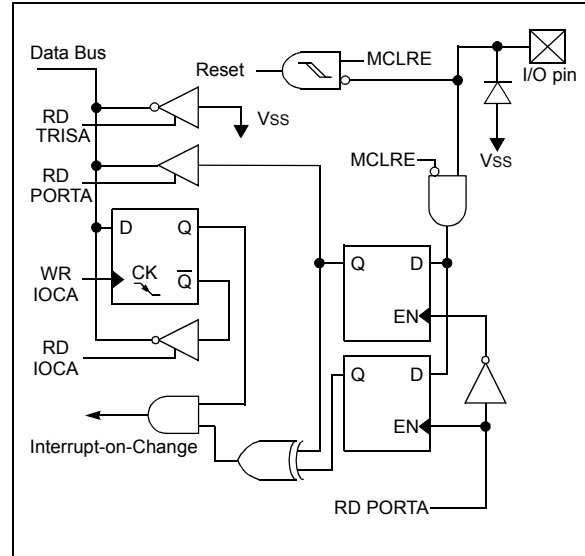 Data Bus
Reset
MCLRE
I/O pin
RD
TRISA
VSS
VSS
RD
PORTA
MCLRE
D
Q
Q
D
WR
IOCA
CK
Q
EN
RD
IOCA
Q
D
EN
Interrupt-on-Change
RD PORTA